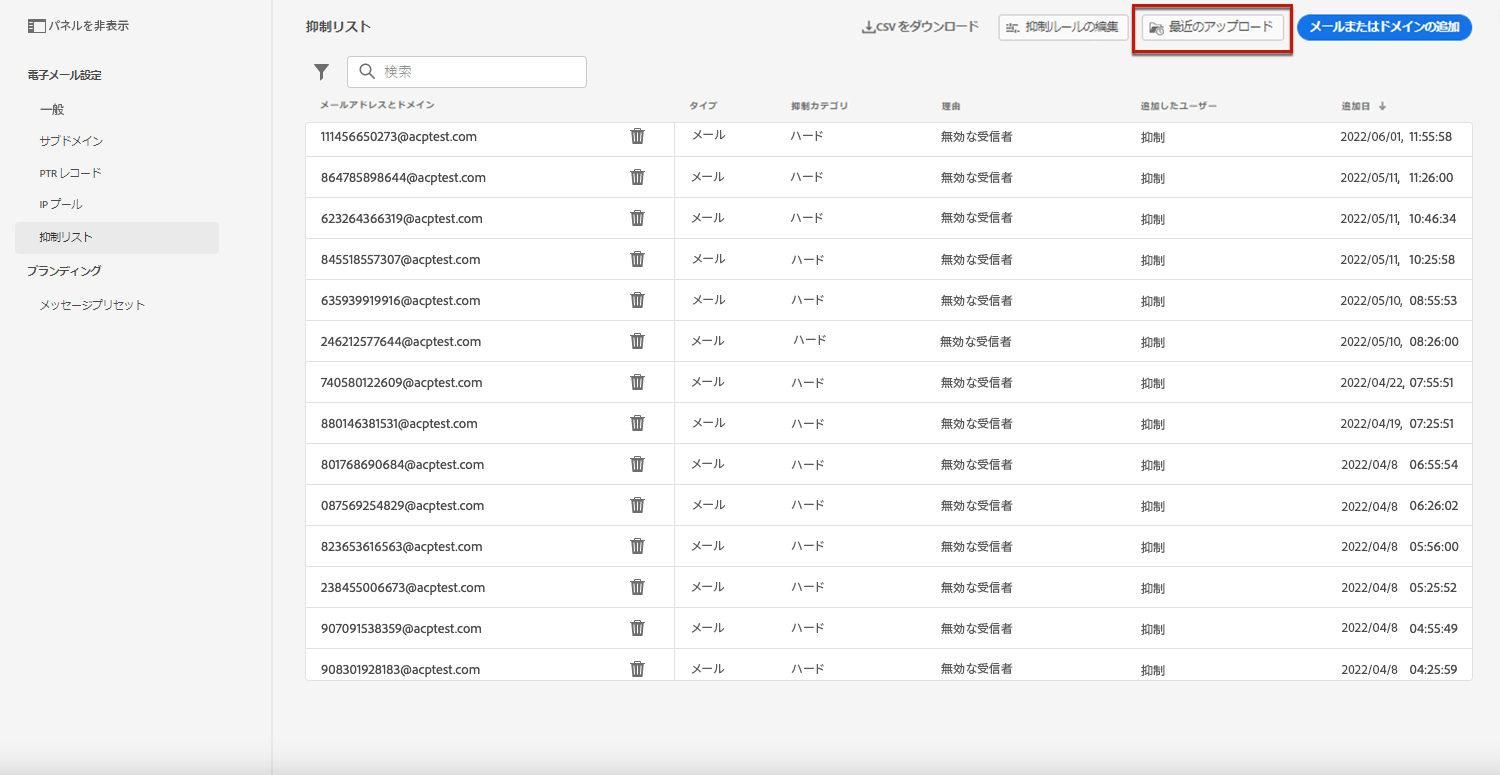 パネルを非表示
電子メール設定
一般
サブドメイン
PTR レコード
IP プール
抑制リスト
ブランディング
メッセージプリセット
抑制リスト
CSV をダウンロード
抑制ルールの編集
最近のアップロード
メールまたはドメインの追加
検索
メールアドレスとドメイン タイプ 抑制カテゴリ 理由 追加したユーザー 追加日 ↓
111456650273@acptest.com メール ハード 無効な受信者 抑制 2022/06/01, 11:55:58
864785898644@acptest.com メール ハード 無効な受信者 抑制 2022/05/11, 11:26:00
623264366319@acptest.com メール ハード 無効な受信者 抑制 2022/05/11, 10:46:34
845518557307@acptest.com メール ハード 無効な受信者 抑制 2022/05/11, 10:25:58
635939919916@acptest.com メール ハード 無効な受信者 抑制 2022/05/10, 08:55:53
246212577644@acptest.com メール ハード 無効な受信者 抑制 2022/05/10, 08:26:00
740580122609@acptest.com メール ハード 無効な受信者 抑制 2022/04/22, 07:55:51
880146381531@acptest.com メール ハード 無効な受信者 抑制 2022/04/19, 07:25:51
801768690684@acptest.com メール ハード 無効な受信者 抑制 2022/04/8 06:55:54
087569254829@acptest.com メール ハード 無効な受信者 抑制 2022/04/8 06:26:02
823653616563@acptest.com メール ハード 無効な受信者 抑制 2022/04/8 05:56:00
238455006673@acptest.com メール ハード 無効な受信者 抑制 2022/04/8 05:25:52
907091538359@acptest.com メール ハード 無効な受信者 抑制 2022/04/8 04:55:49
908301928183@acptest.com メール ハード 無効な受信者 抑制 2022/04/8 04:25:59